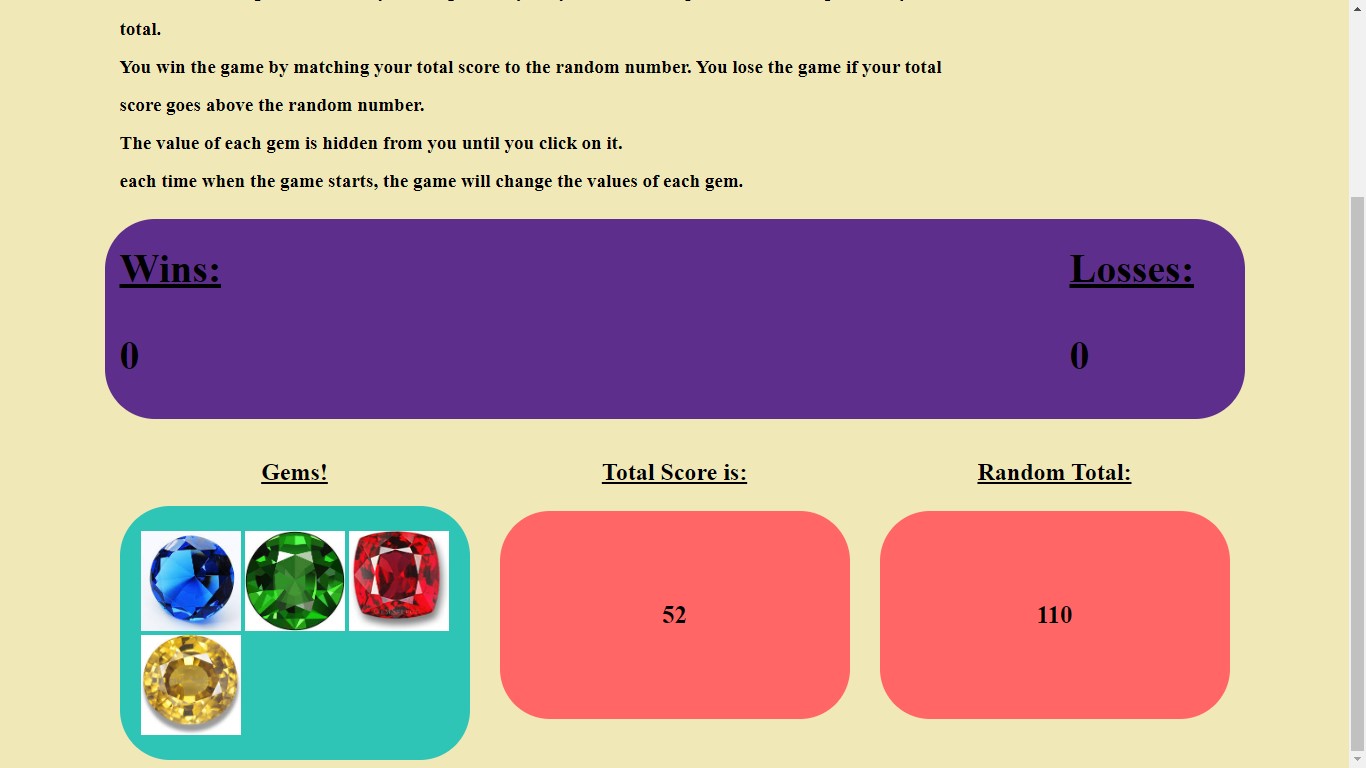 total.
You win the game by matching your total score to the random number. You lose the game if your total
score goes above the random number.
The value of each gem is hidden from you until you click on it.
each time when the game starts, the game will change the values of each gem.
Wins: Losses:
0 0
Gems! Total Score is: Random Total:
52 110